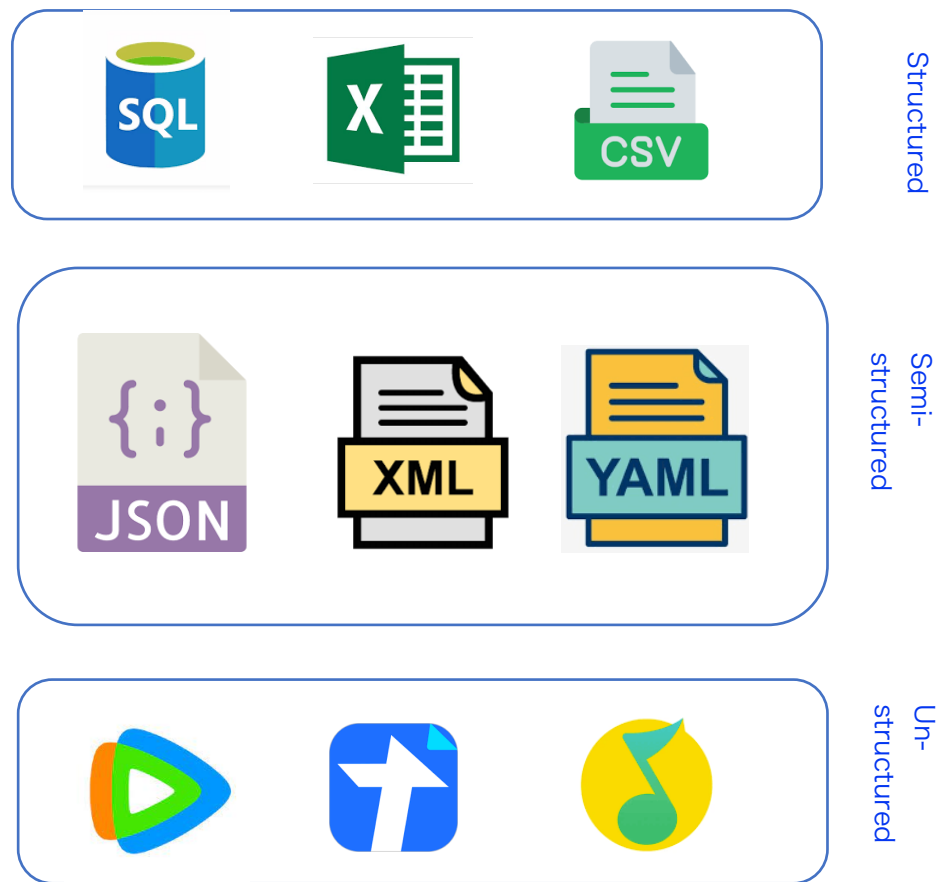 SQL
X
CSV
Structured
{;}
JSON
XML
YAML
Semi-
structured
Un-
structured